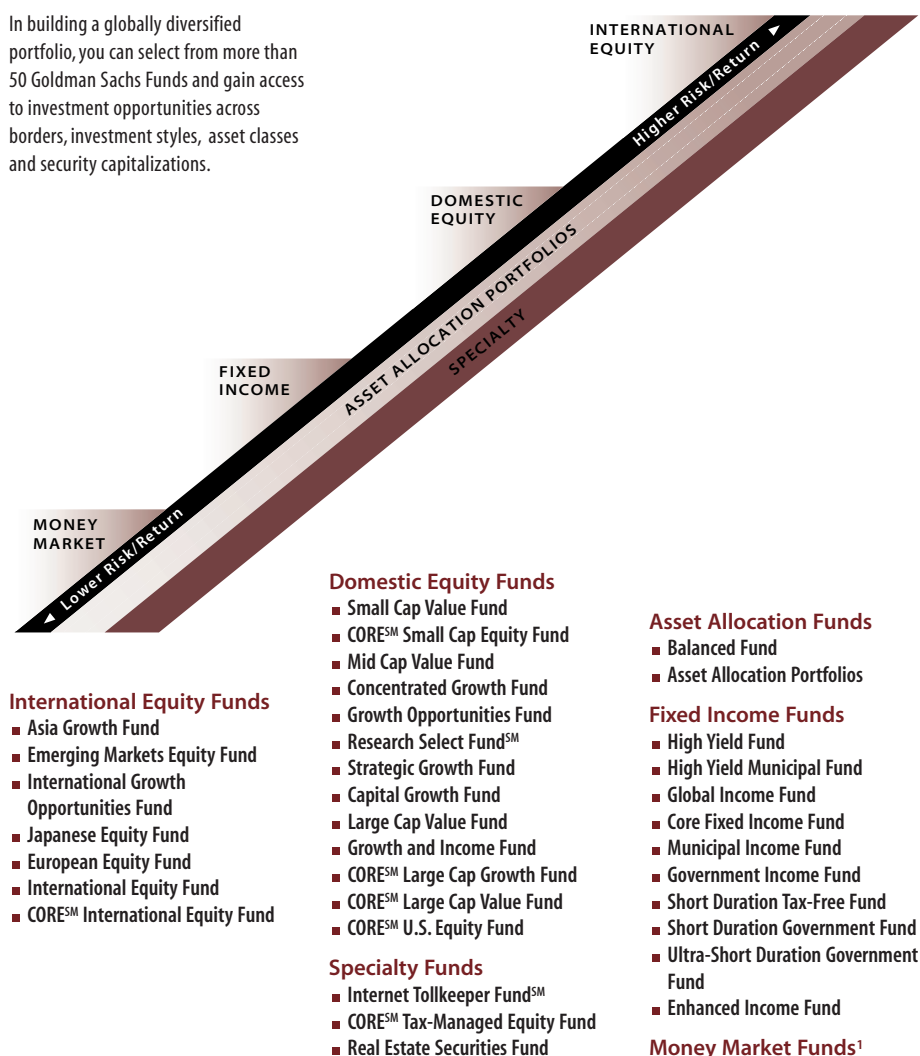 In building a globally diversified
portfolio, you can select from more than
50 Goldman Sachs Funds and gain access
to investment opportunities across
borders, investment styles, asset classes
and security capitalizations.
INTERNATIONAL
EQUITY
Higher Risk/Return ►
DOMESTIC
EQUITY
ASSET ALLOCATION PORTFOLIOS
SPECIALTY
FIXED
INCOME
MONEY
MARKET
◄ Lower Risk/Return
International Equity Funds
■ Asia Growth Fund
■ Emerging Markets Equity Fund
■ International Growth
Opportunities Fund
■ Japanese Equity Fund
■ European Equity Fund
■ International Equity Fund
■ CORE℠ International Equity Fund
Domestic Equity Funds
■ Small Cap Value Fund
■ CORE℠ Small Cap Equity Fund
■ Mid Cap Value Fund
■ Concentrated Growth Fund
■ Growth Opportunities Fund
■ Research Select Fund℠
■ Strategic Growth Fund
■ Capital Growth Fund
■ Large Cap Value Fund
■ Growth and Income Fund
■ CORE℠ Large Cap Growth Fund
■ CORE℠ Large Cap Value Fund
■ CORE℠ U.S. Equity Fund
Specialty Funds
■ Internet Tollkeeper Fund℠
■ CORE℠ Tax-Managed Equity Fund
■ Real Estate Securities Fund
Asset Allocation Funds
■ Balanced Fund
■ Asset Allocation Portfolios
Fixed Income Funds
■ High Yield Fund
■ High Yield Municipal Fund
■ Global Income Fund
■ Core Fixed Income Fund
■ Municipal Income Fund
■ Government Income Fund
■ Short Duration Tax-Free Fund
■ Short Duration Government Fund
■ Ultra-Short Duration Government
Fund
■ Enhanced Income Fund
Money Market Funds¹